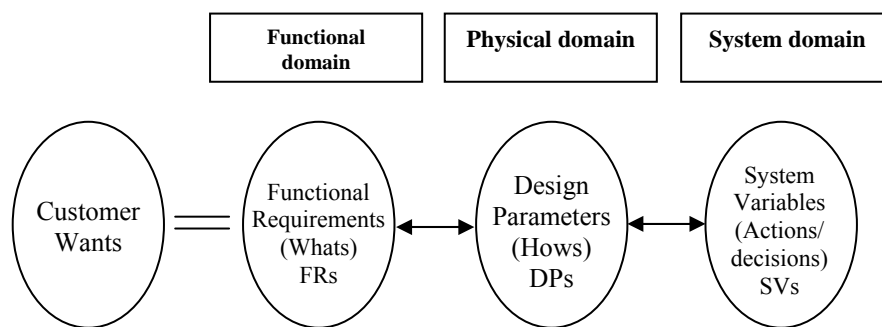 Functional
domain
Physical domain
System domain
Customer
Wants
Functional
Requirements
(Whats)
FRs
Design
Parameters
(Hows)
DPs
System
Variables
(Actions/
decisions)
SVs